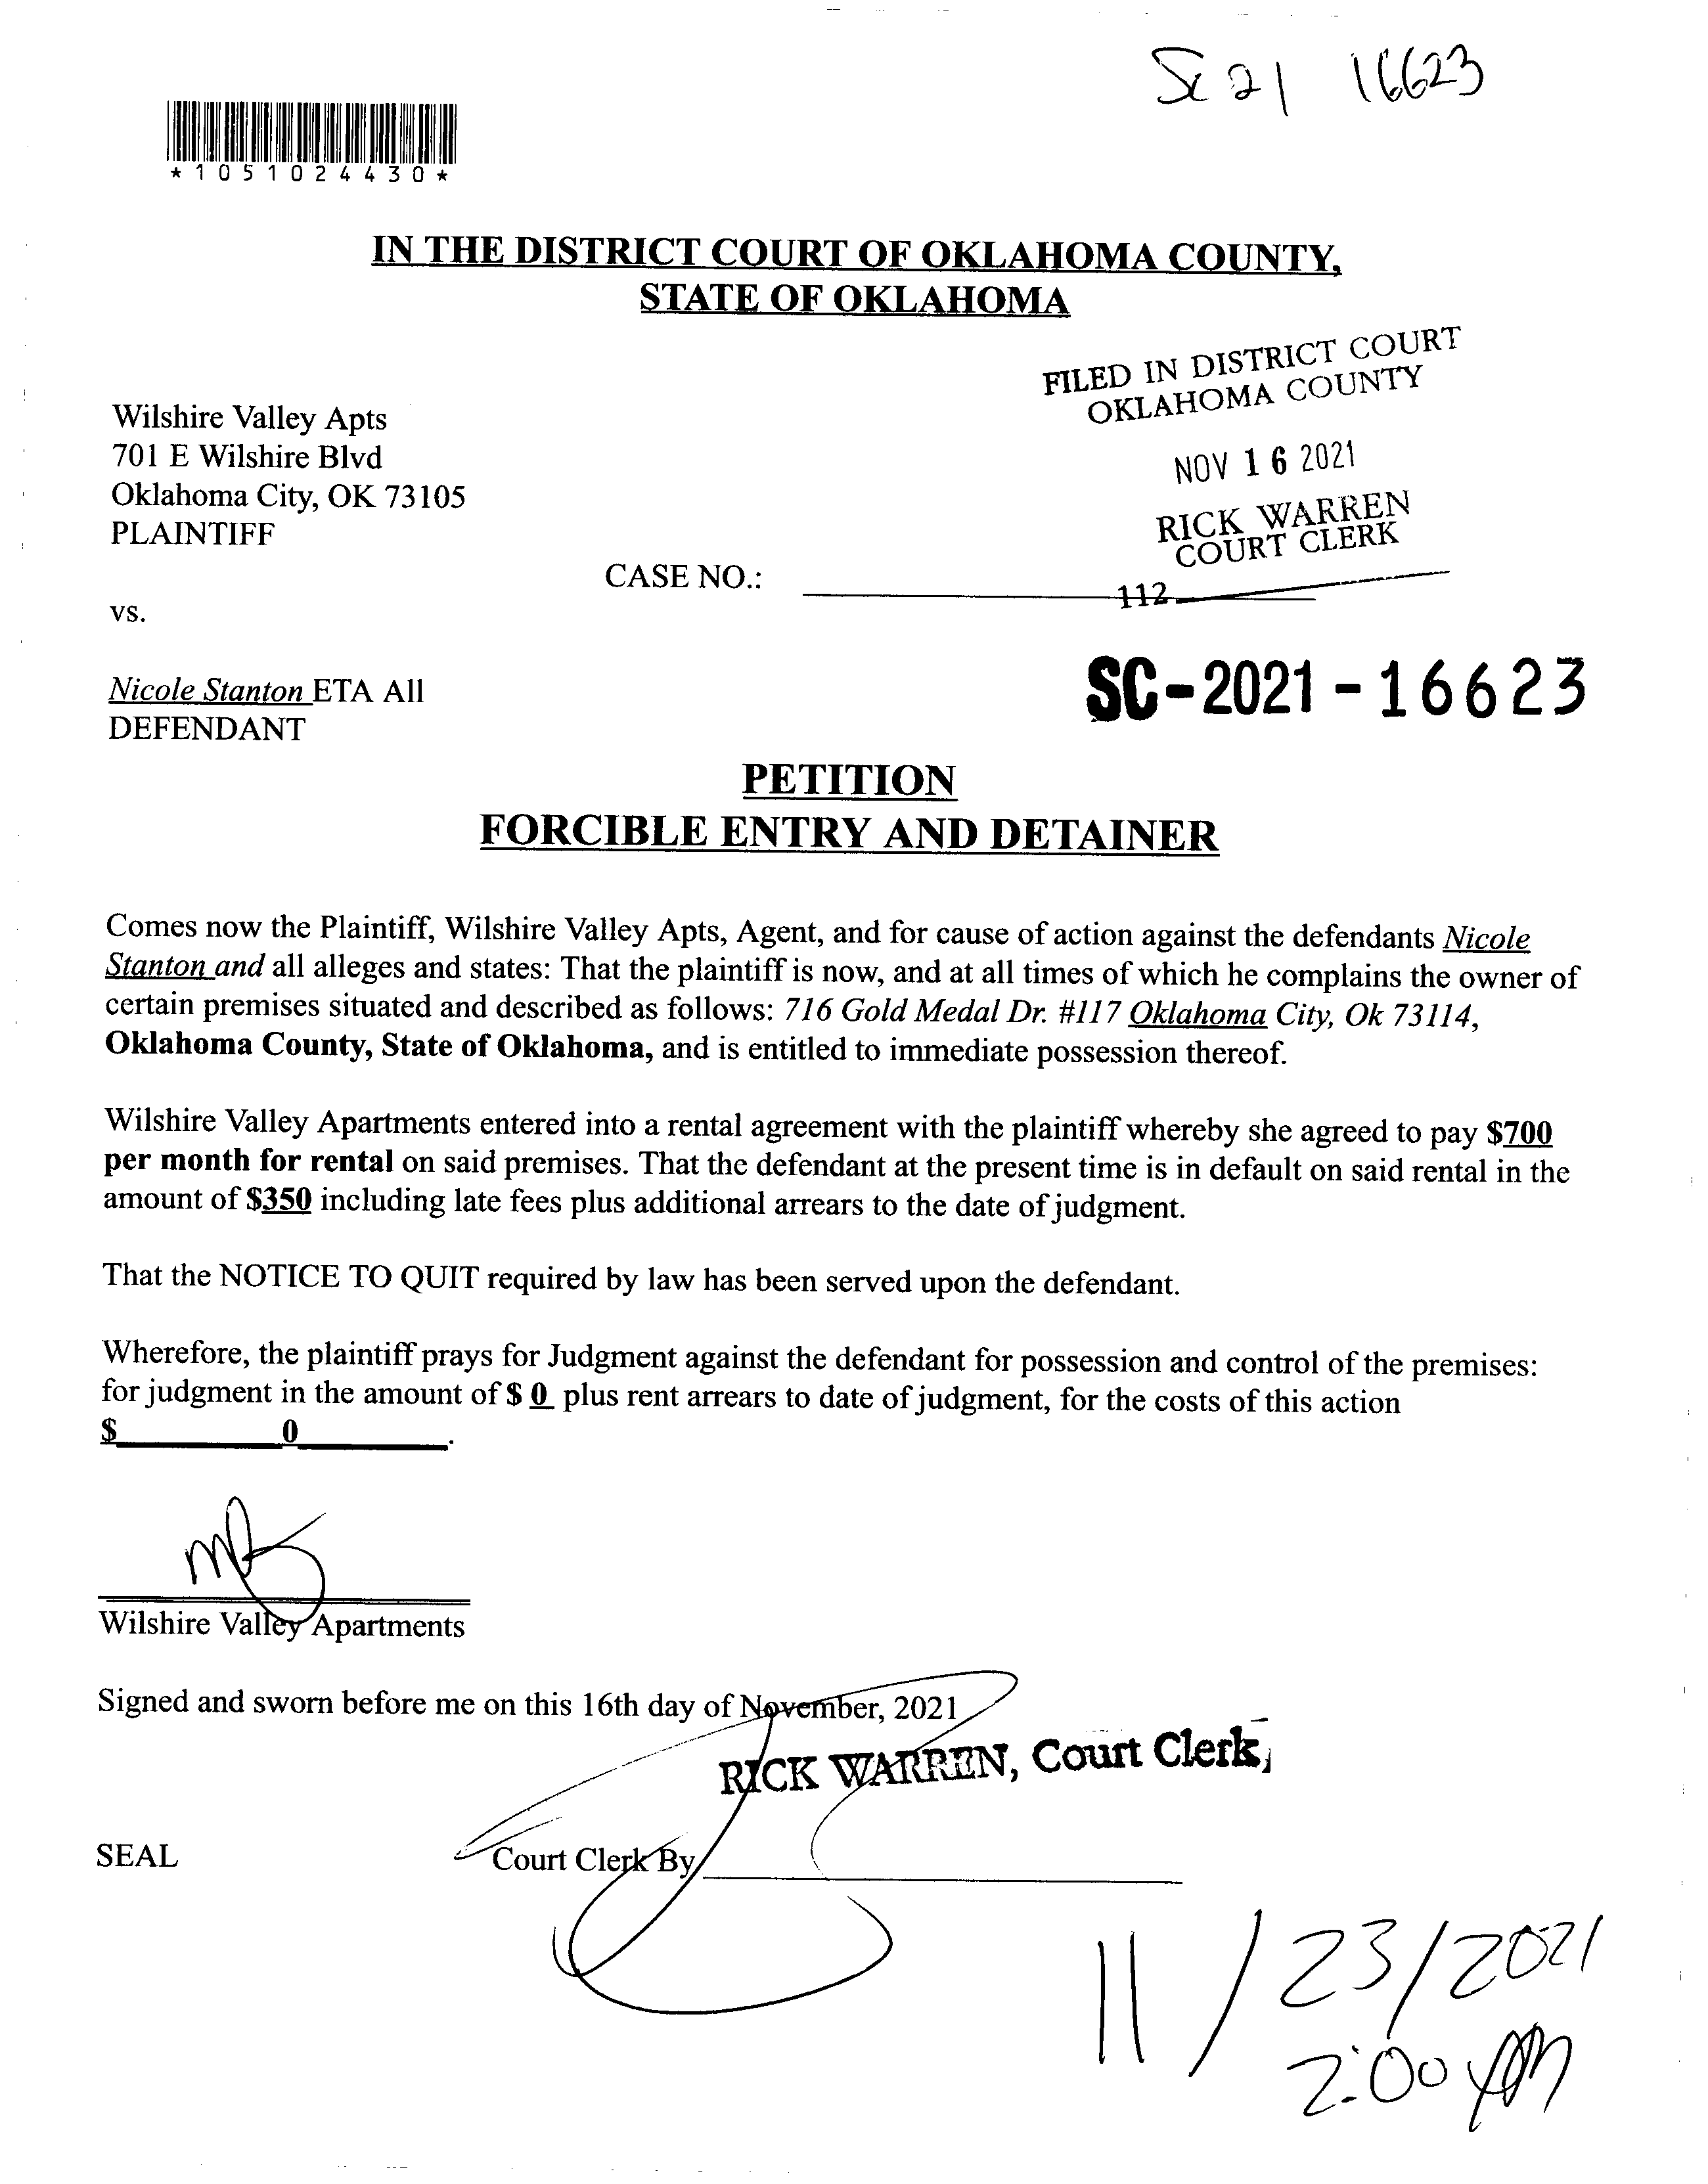 Sc 21 16623
*1051024430*
IN THE DISTRICT COURT OF OKLAHOMA COUNTY,
STATE OF OKLAHOMA
FILED IN DISTRICT COURT
OKLAHOMA COUNTY
NOV 16 2021
RICK WARREN
COURT CLERK
112
Wilshire Valley Apts
701 E Wilshire Blvd
Oklahoma City, OK 73105
PLAINTIFF
CASE NO.:
vs.
SC-2021-16623
Nicole Stanton ETA All
DEFENDANT
PETITION
FORCIBLE ENTRY AND DETAINER
Comes now the Plaintiff, Wilshire Valley Apts, Agent, and for cause of action against the defendants Nicole
Stanton and all alleges and states: That the plaintiff is now, and at all times of which he complains the owner of
certain premises situated and described as follows: 716 Gold Medal Dr. #117 Oklahoma City, Ok 73114,
Oklahoma County, State of Oklahoma, and is entitled to immediate possession thereof.
Wilshire Valley Apartments entered into a rental agreement with the plaintiff whereby she agreed to pay $700
per month for rental on said premises. That the defendant at the present time is in default on said rental in the
amount of $350 including late fees plus additional arrears to the date of judgment.
That the NOTICE TO QUIT required by law has been served upon the defendant.
Wherefore, the plaintiff prays for Judgment against the defendant for possession and control of the premises:
for judgment in the amount of $ 0 plus rent arrears to date of judgment, for the costs of this action
$ 0 .
Wilshire Valley Apartments
Signed and sworn before me on this 16th day of November, 2021
RICK WARREN, Court Clerk,
SEAL
Court Clerk By
11/23/2021
2:00 PM